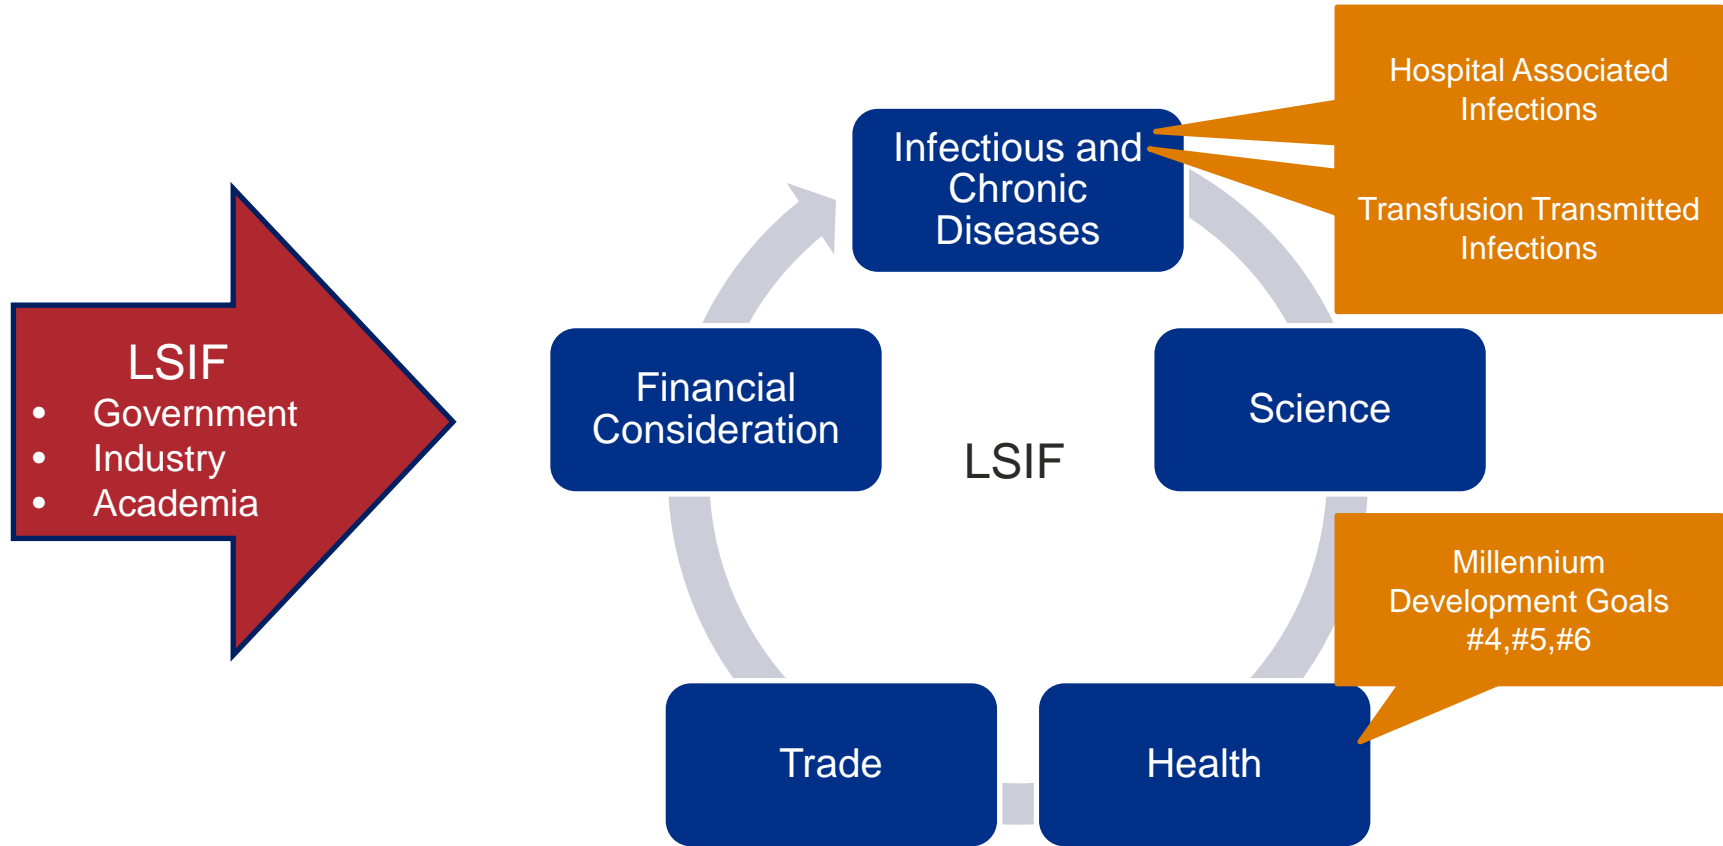 LSIF
• Government
• Industry
• Academia
Infectious and
Chronic
Diseases
Hospital Associated
Infections
Transfusion Transmitted
Infections
Financial
Consideration
LSIF
Science
Millennium
Development Goals
#4,#5,#6
Trade
Health